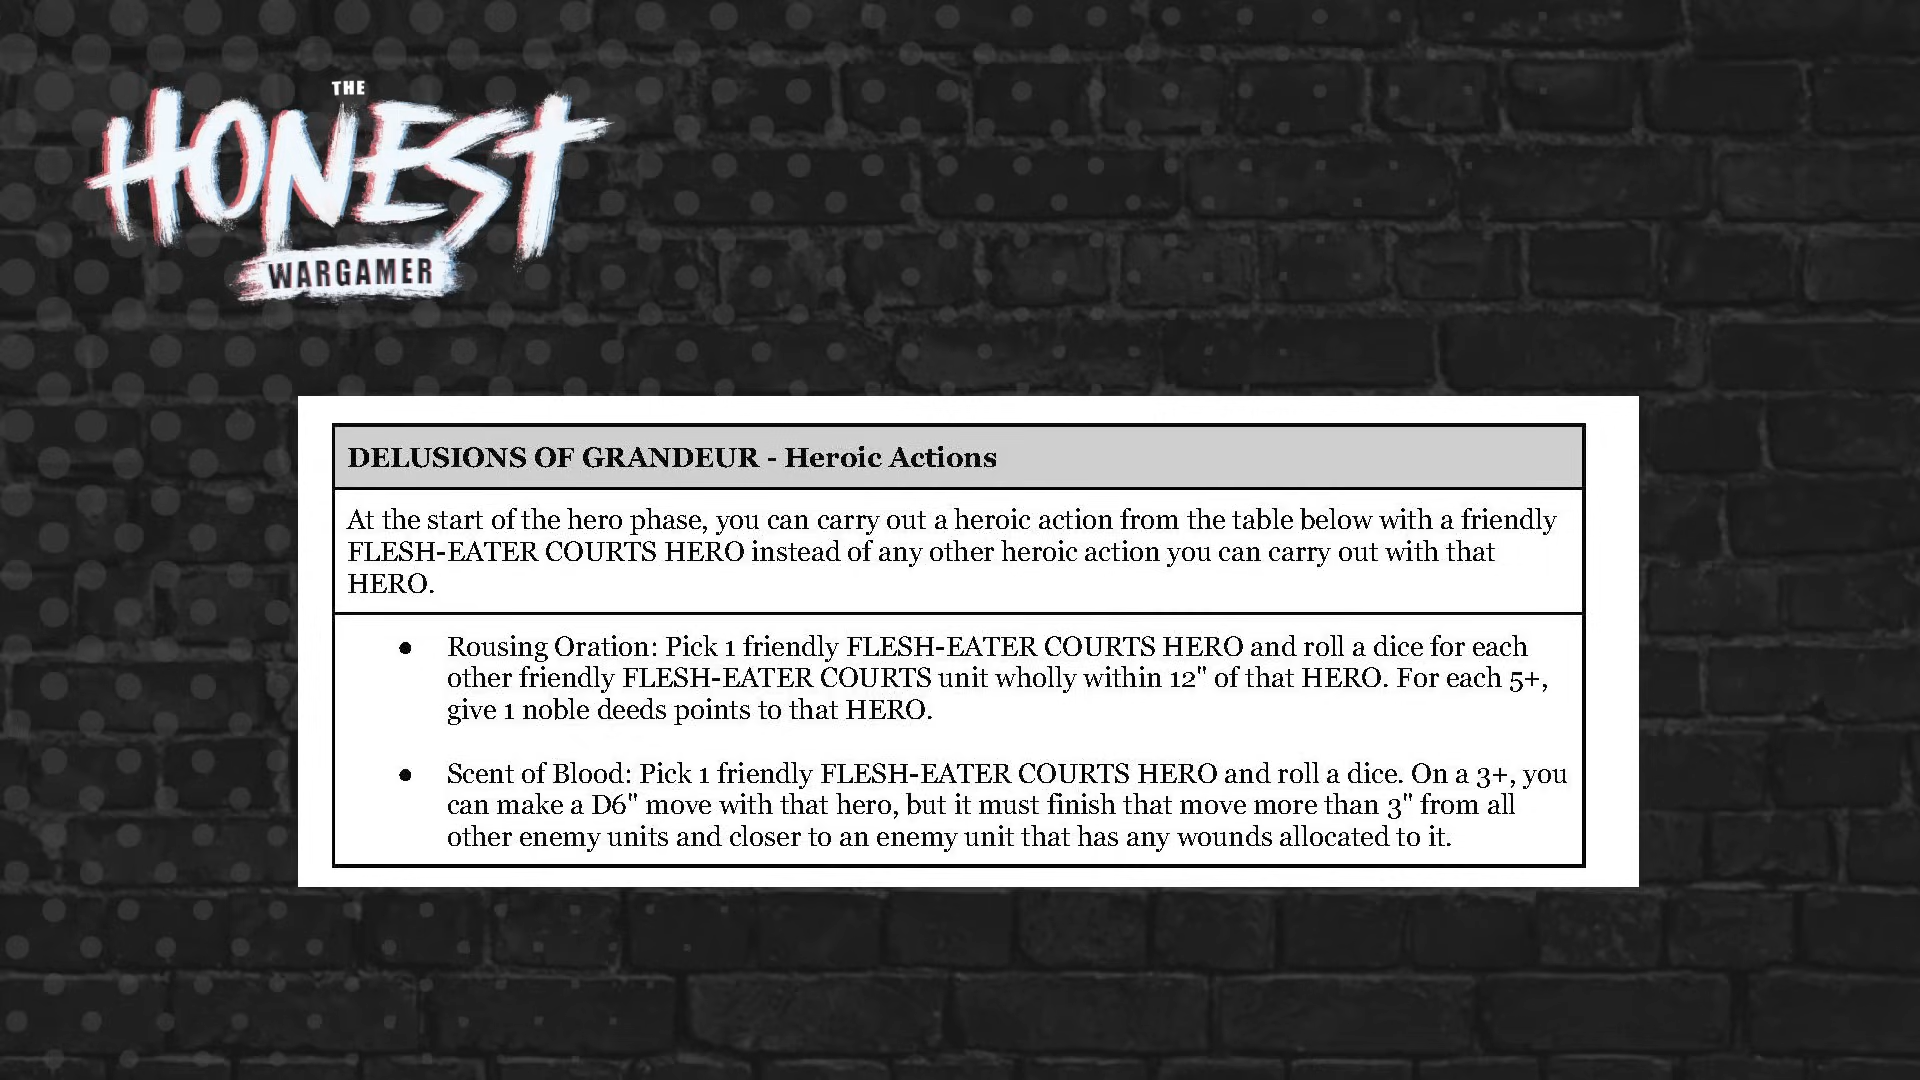 THE
HONEST
WARGAMER
DELUSIONS OF GRANDEUR - Heroic Actions
At the start of the hero phase, you can carry out a heroic action from the table below with a friendly
FLESH-EATER COURTS HERO instead of any other heroic action you can carry out with that
HERO.
● Rousing Oration: Pick 1 friendly FLESH-EATER COURTS HERO and roll a dice for each
other friendly FLESH-EATER COURTS unit wholly within 12" of that HERO. For each 5+,
give 1 noble deeds points to that HERO.
● Scent of Blood: Pick 1 friendly FLESH-EATER COURTS HERO and roll a dice. On a 3+, you
can make a D6" move with that hero, but it must finish that move more than 3" from all
other enemy units and closer to an enemy unit that has any wounds allocated to it.